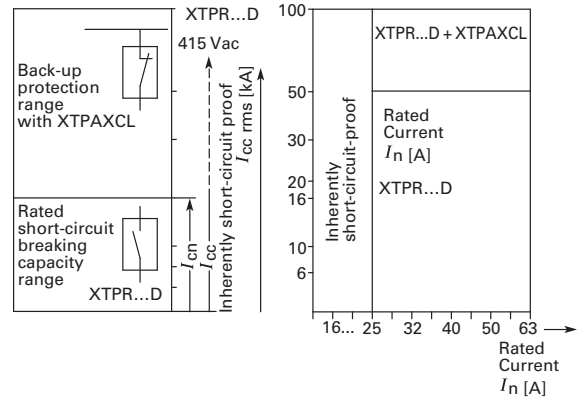 XTPR...D
415 Vac
Back-up
protection
range
with XTPAXCL
Rated
short-circuit
breaking
capacity
range
XTPR...D
Icn
Icc
Inherently short-circuit proof
Icc rms [kA]
100
50
30
20
16
10
6
Inherently
short-circuit-proof
XTPR...D + XTPAXCL
Rated
Current
In [A]
XTPR...D
16... 25 32 40 50 63
Rated
Current
In [A]